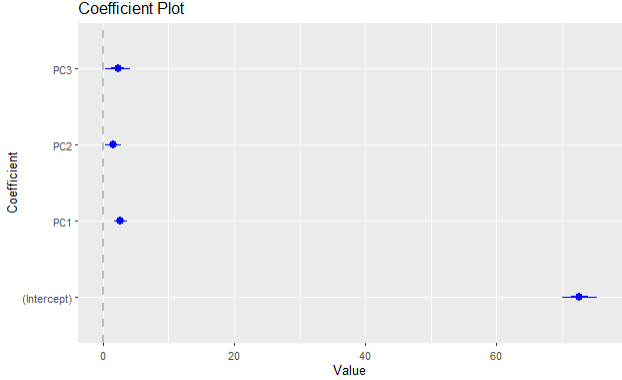 Coefficient Plot
PC3
PC2
PC1
(Intercept)
Coefficient
0
20
40
60
Value